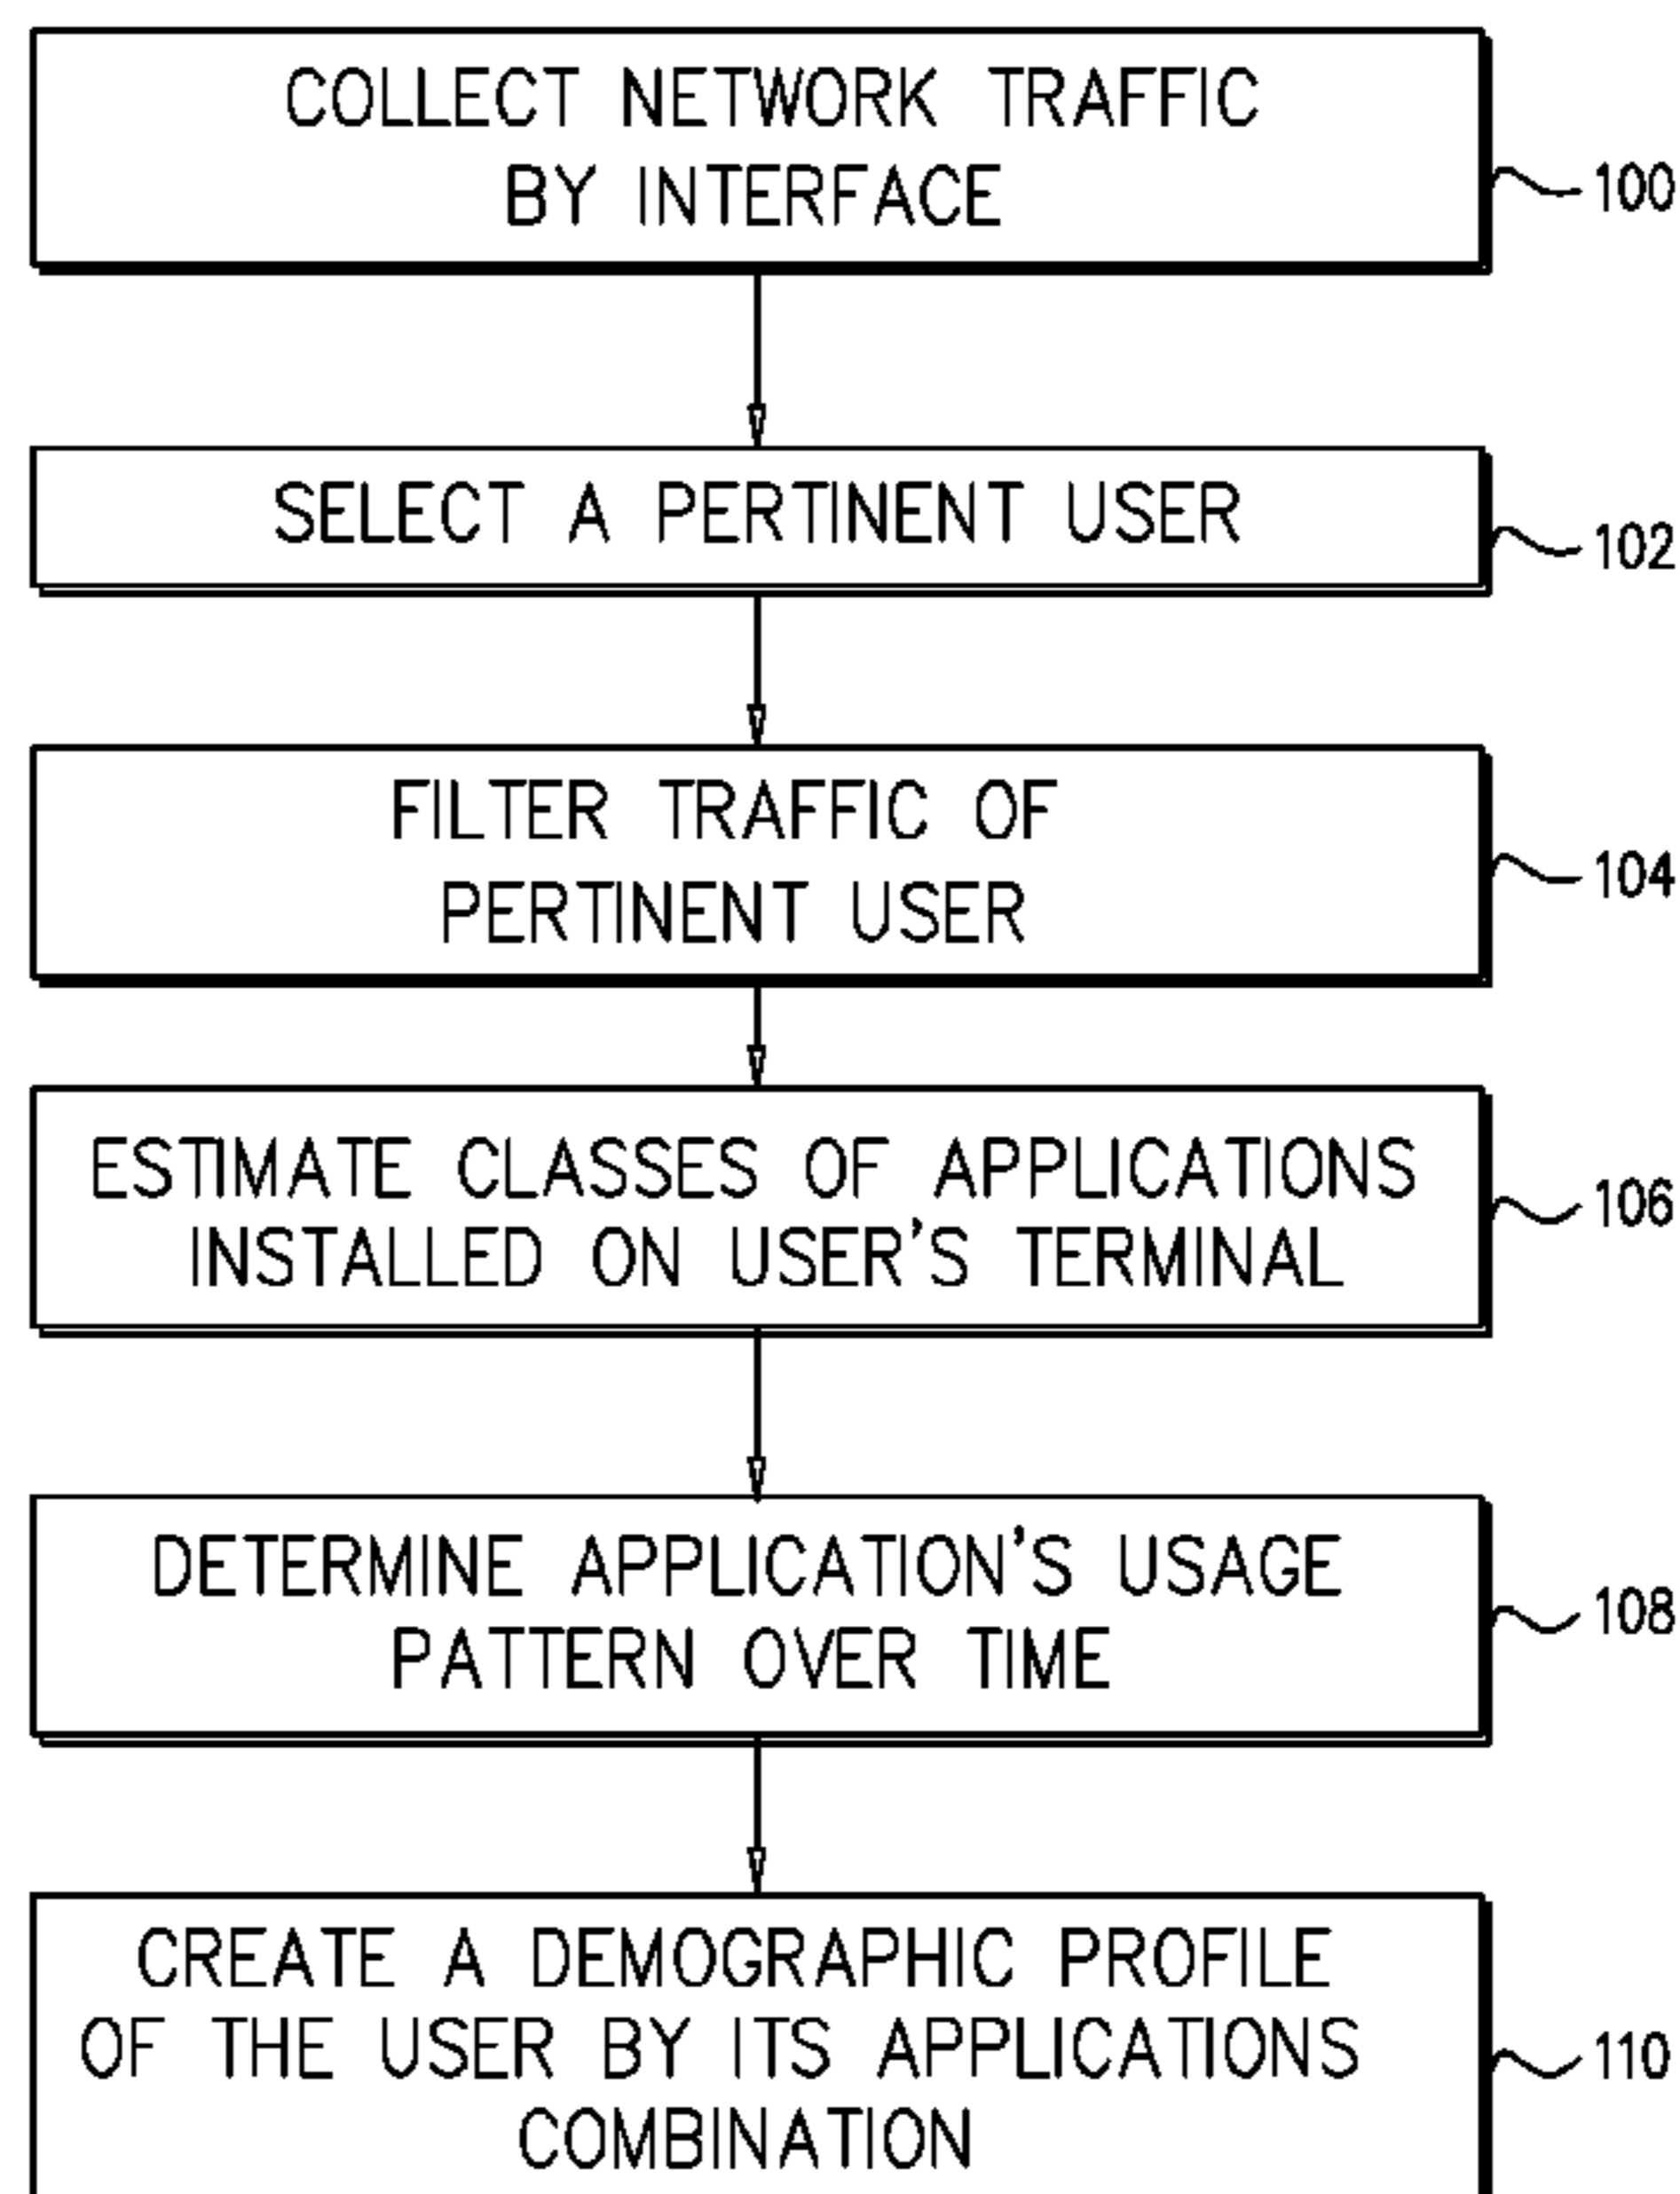 COLLECT NETWORK TRAFFIC
BY INTERFACE
100
SELECT A PERTINENT USER
102
FILTER TRAFFIC OF
PERTINENT USER
104
ESTIMATE CLASSES OF APPLICATIONS
INSTALLED ON USER'S TERMINAL
106
DETERMINE APPLICATION'S USAGE
PATTERN OVER TIME
108
CREATE A DEMOGRAPHIC PROFILE
OF THE USER BY ITS APPLICATIONS
COMBINATION
110